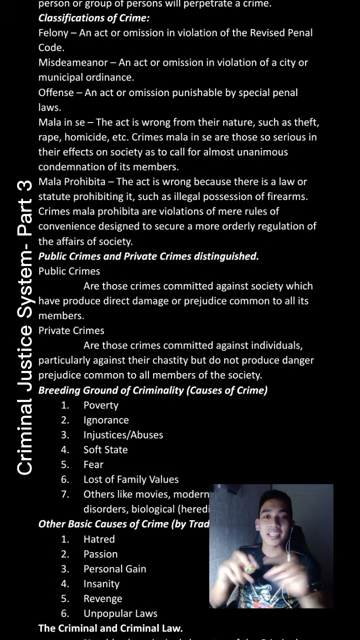 person or group of persons will perpetrate a crime.
Classifications of Crime:
Felony – An act or omission in violation of the Revised Penal
Code.
Misdemeanor – An act or omission in violation of a city or
municipal ordinance.
Offense – An act or omission punishable by special penal
laws.
Mala in se – The act is wrong from their nature, such as theft,
rape, homicide, etc. Crimes mala in se are those so serious in
their effects on society as to call for almost unanimous
condemnation of its members.
Mala Prohibita – The act is wrong because there is a law or
statute prohibiting it, such as illegal possession of firearms.
Crimes mala prohibita are violations of mere rules of
convenience designed to secure a more orderly regulation of
the affairs of society.
Public Crimes and Private Crimes distinguished.
Public Crimes
Are those crimes committed against society which
have produce direct damage or prejudice common to all its
members.
Private Crimes
Are those crimes committed against individuals,
particularly against their chastity but do not produce danger
prejudice common to all members of the society.
Breeding Ground of Criminality (Causes of Crime)
1. Poverty
2. Ignorance
3. Injustices/Abuses
4. Soft State
5. Fear
6. Lost of Family Values
7. Others like movies, modern
disorders, biological
Other Basic Causes of Crime (by
1. Hatred
2. Passion
3. Personal Gain
4. Insanity
5. Revenge
6. Unpopular Laws
The Criminal and Criminal Law.
Criminal Justice System- Part 3